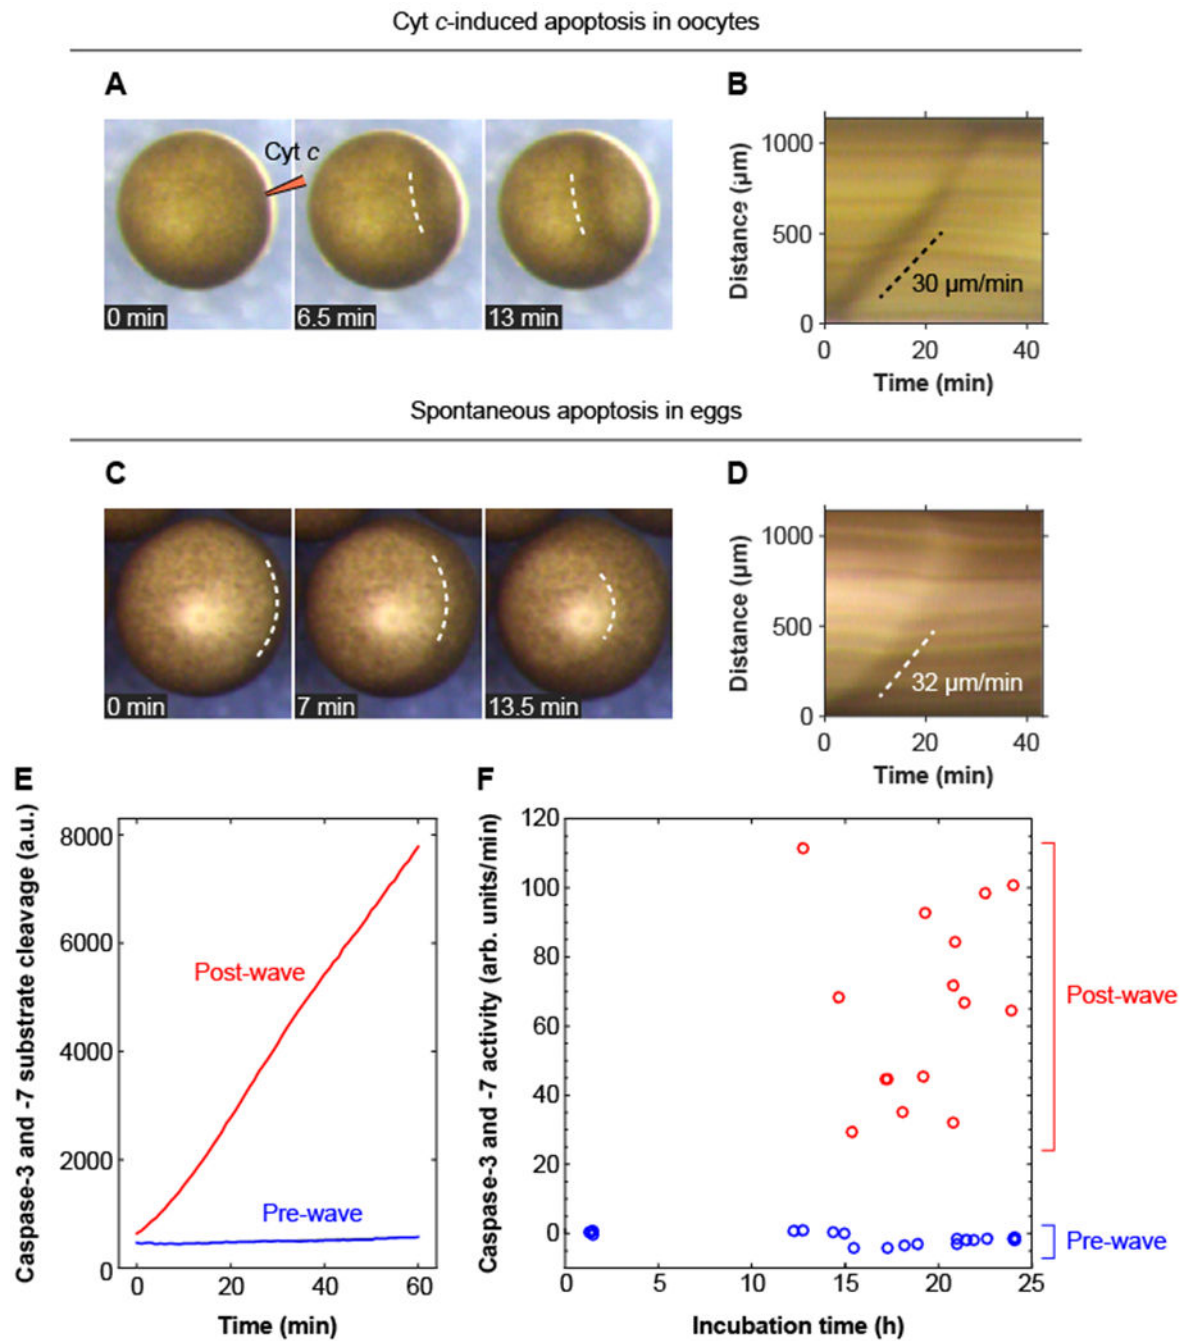 Cyt c-induced apoptosis in oocytes
A
B
Cyt c
0 min
6.5 min
13 min
Distance (µm)
1000
500
0
30 µm/min
0
20
40
Time (min)
Spontaneous apoptosis in eggs
C
D
0 min
7 min
13.5 min
Distance (µm)
1000
500
0
32 µm/min
0
20
40
Time (min)
E
Caspase-3 and -7 substrate cleavage (a.u.)
8000
6000
4000
2000
0
Post-wave
Pre-wave
0
20
40
60
Time (min)
F
Caspase-3 and -7 activity (arb. units/min)
120
100
80
60
40
20
0
Post-wave
Pre-wave
0
5
10
15
20
25
Incubation time (h)